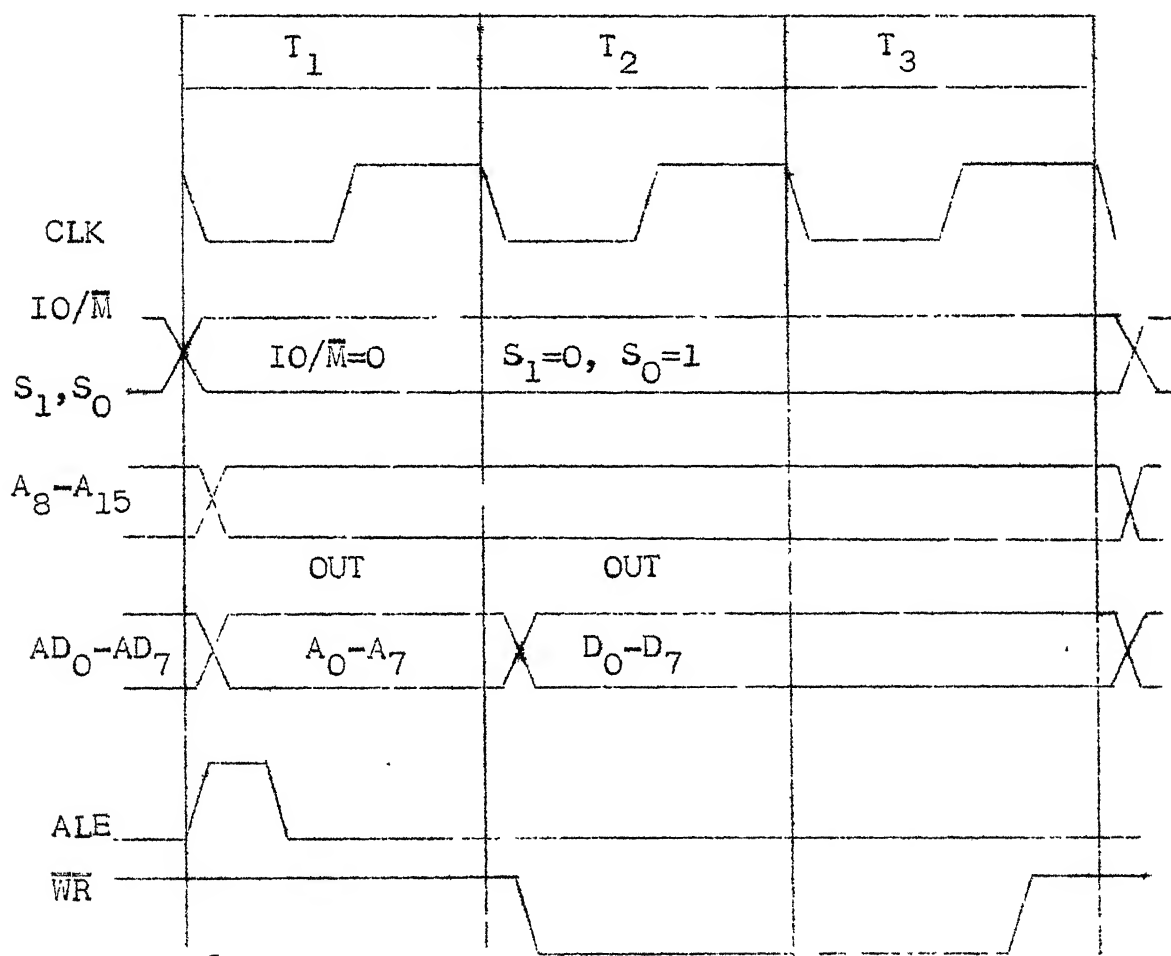 T₁ T₂ T₃
CLK
IO/M̅
IO/M̅=0 S₁=0, S₀=1
S₁,S₀
A₈-A₁₅
OUT OUT
AD₀-AD₇ A₀-A₇ D₀-D₇
ALE
W̅R̅